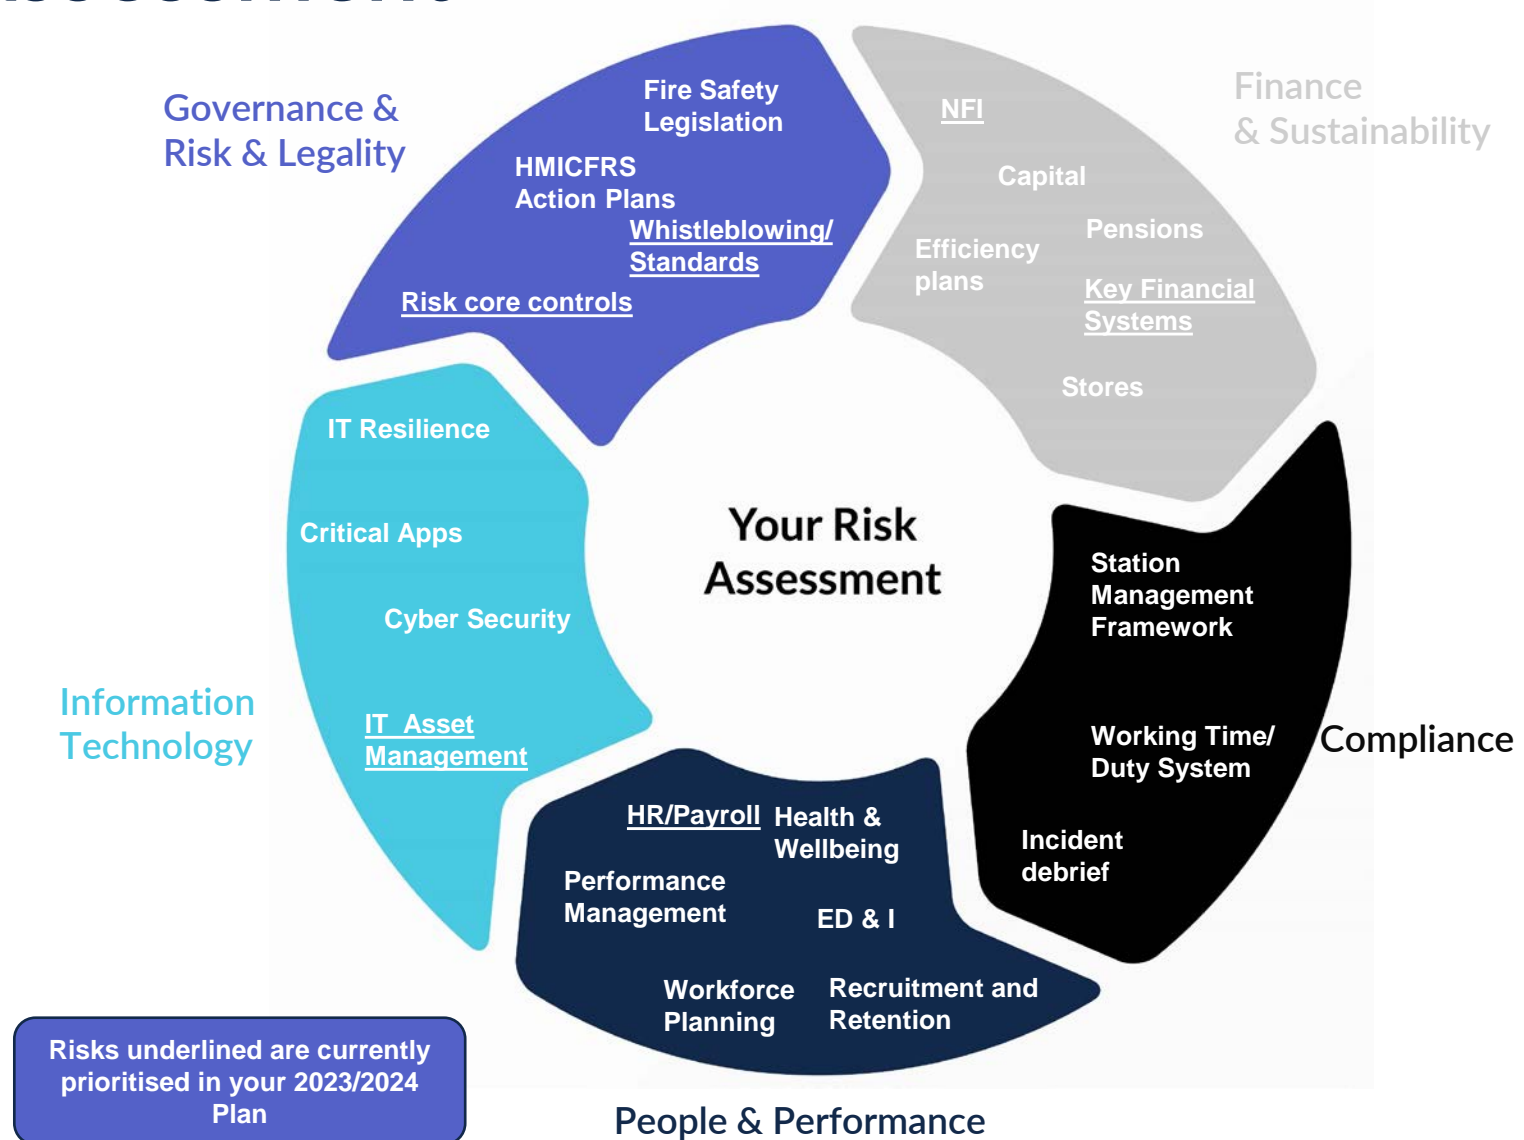 Governance &
Risk & Legality
Fire Safety
Legislation
HMICFRS
Action Plans
Whistleblowing/
Standards
Risk core controls
Finance
& Sustainability
NFI
Capital
Pensions
Efficiency
plans
Key Financial
Systems
Stores
IT Resilience
Critical Apps
Cyber Security
IT  Asset
Management
Information
Technology
Your Risk
Assessment
Station
Management
Framework
Working Time/
Duty System
Incident
debrief
Compliance
HR/Payroll
Health &
Wellbeing
Performance
Management
ED & I
Workforce
Planning
Recruitment and
Retention
People & Performance
Risks underlined are currently
prioritised in your 2023/2024
Plan